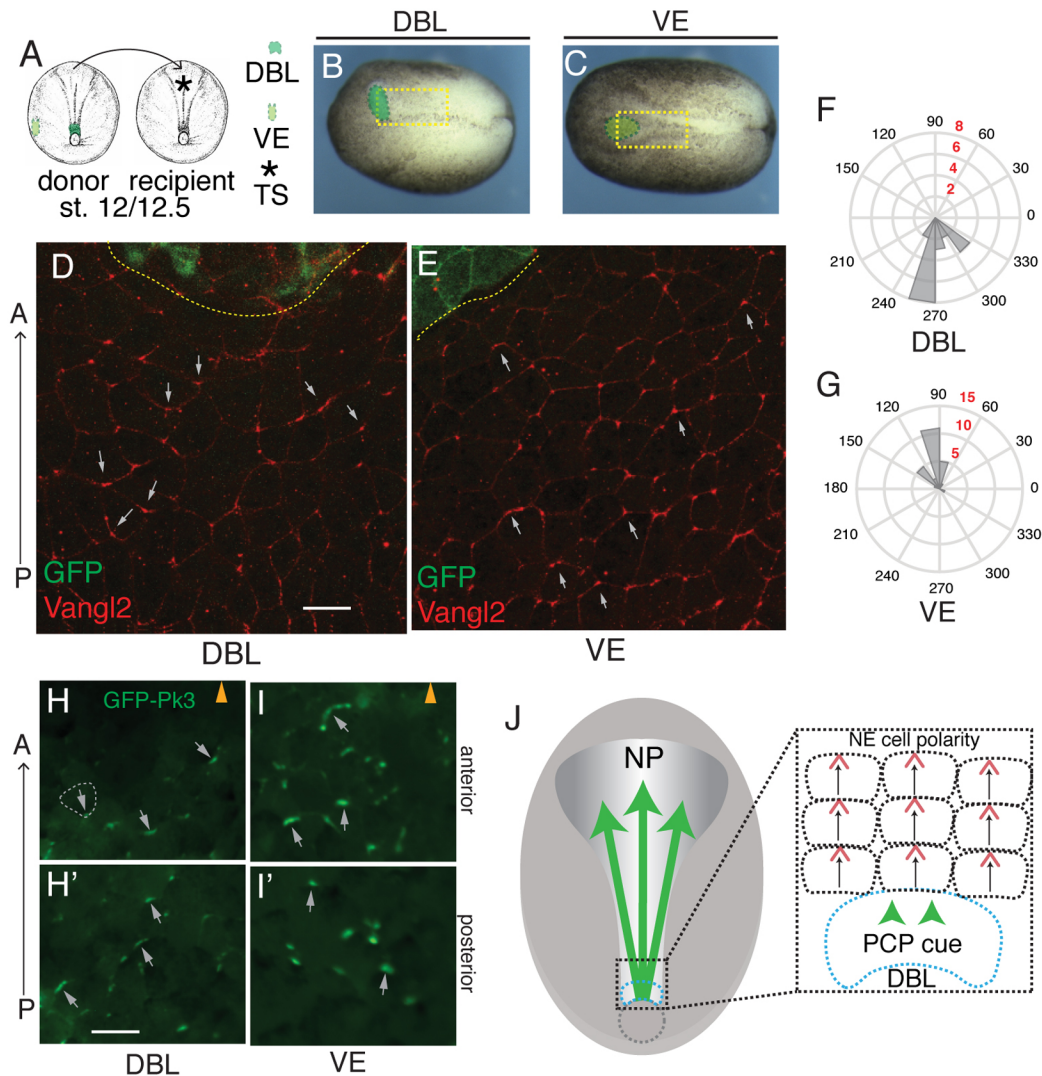 A
donor recipient
st. 12/12.5
DBL
VE
*
TS
DBL
B
VE
C
F
90
60
30
0
330
300
270
240
210
150
120
8
6
4
2
DBL
G
90
60
30
0
330
300
270
240
210
180
150
120
15
10
5
VE
A
P
D
GFP
Vangl2
DBL
E
GFP
Vangl2
VE
A
P
H
GFP-Pk3
I
anterior
H'
I'
posterior
DBL
VE
J
NP
NE cell polarity
PCP cue
DBL